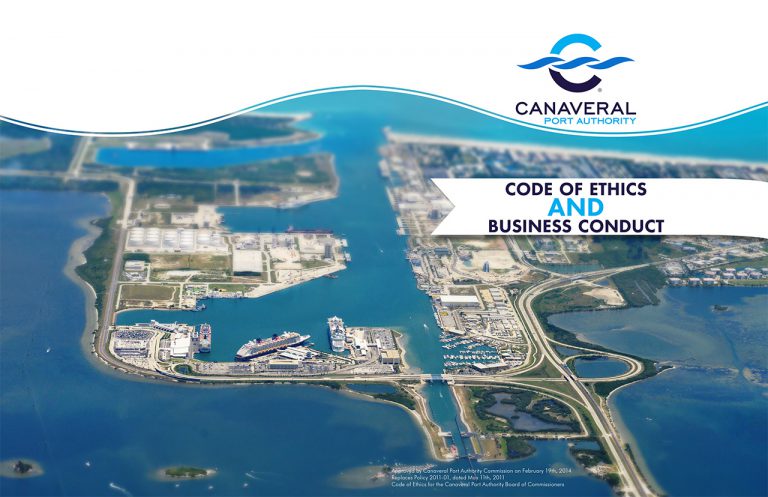 ®
CANAVERAL
PORT AUTHORITY
CODE OF ETHICS
AND
BUSINESS CONDUCT
Approved by Canaveral Port Authority Commission on February 19th, 2014
Replaces Policy 2011-01, dated May 11th, 2011
Code of Ethics for the Canaveral Port Authority Board of Commissioners